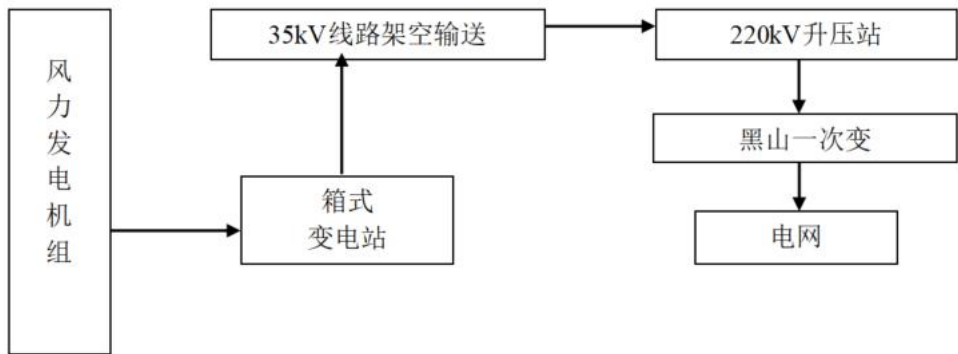 风力发电机组
35kV线路架空输送
220kV升压站
箱式
变电站
黑山一次变
电网